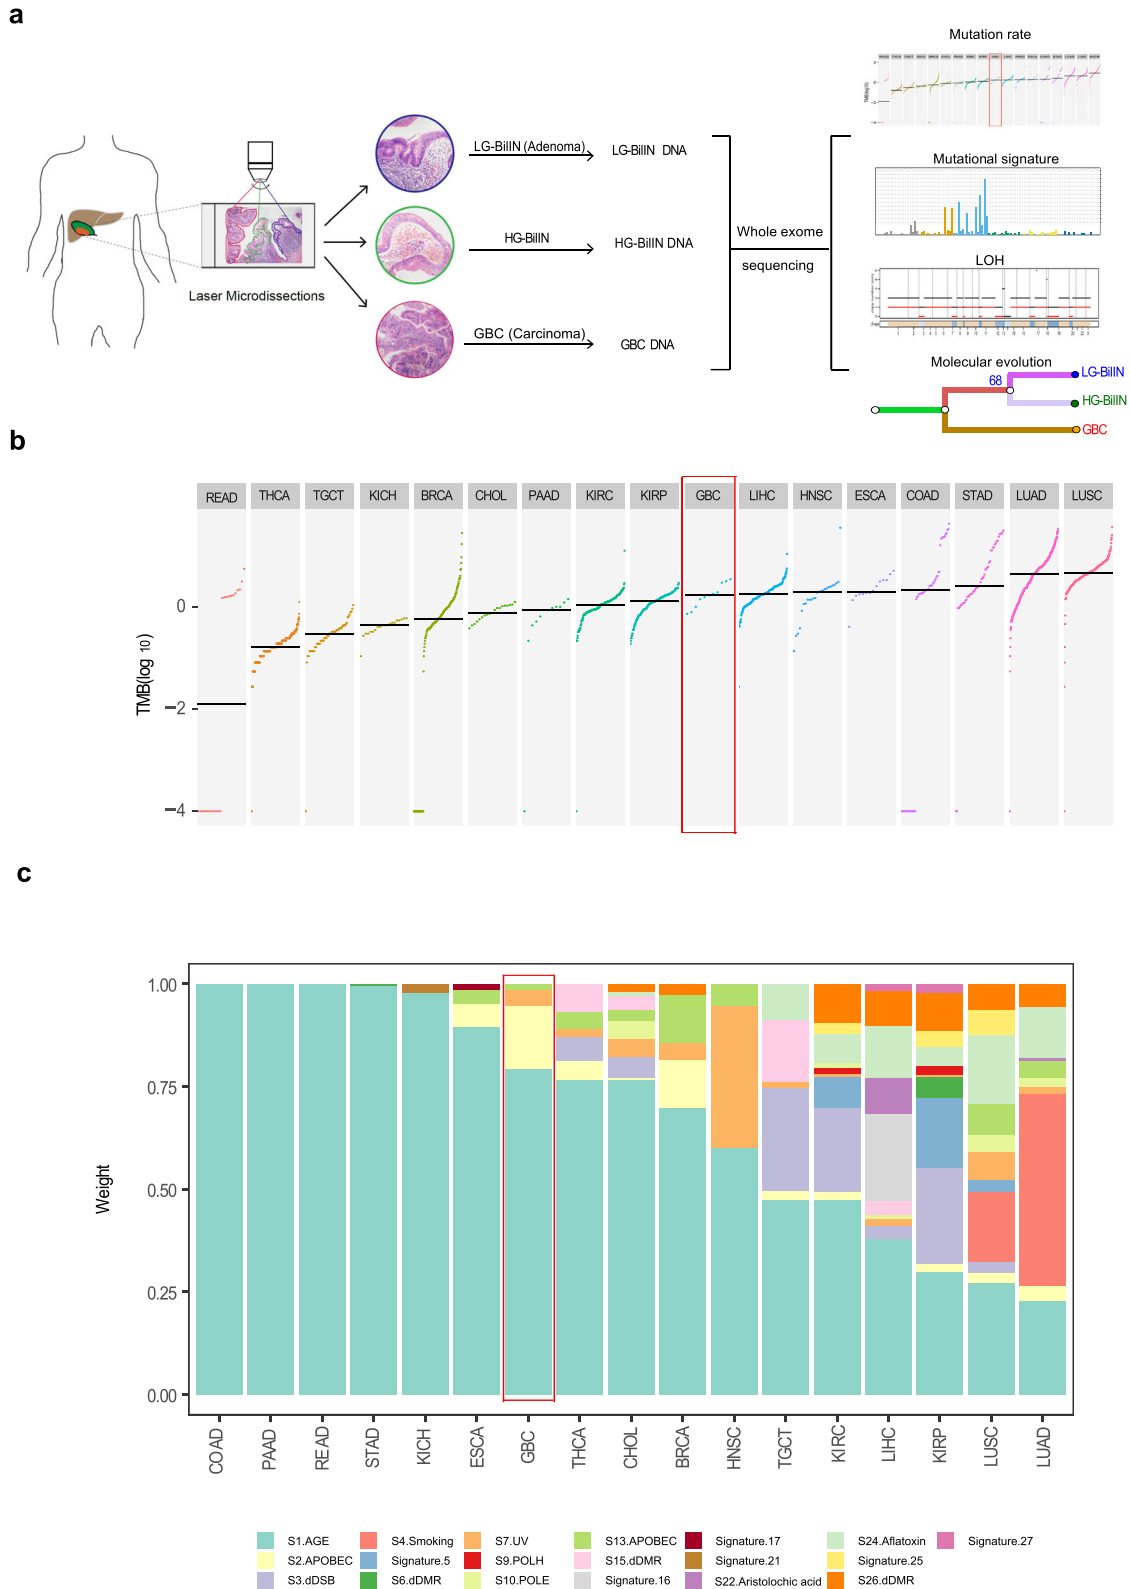 a
Mutation rate
TMB(log10)
LG-BilIN (Adenoma)
LG-BilIN DNA
Mutational signature
HG-BilIN
HG-BilIN DNA
Whole exome
sequencing
LOH
Laser Microdissections
GBC (Carcinoma)
GBC DNA
Molecular evolution
68
LG-BilIN
HG-BilIN
GBC
b
READ THCA TGCT KICH BRCA CHOL PAAD KIRC KIRP GBC LIHC HNSC ESCA COAD STAD LUAD LUSC
TMB(log 10)
0
−2
−4
c
Weight
1.00
0.75
0.50
0.25
0.00
COAD PAAD READ STAD KICH ESCA GBC THCA CHOL BRCA HNSC TGCT KIRC LIHC KIRP LUSC LUAD
S1.AGE S4.Smoking S7.UV S13.APOBEC Signature.17 S24.Aflatoxin Signature.27
S2.APOBEC Signature.5 S9.POLH S15.dDMR Signature.21 Signature.25
S3.dDSB S6.dDMR S10.POLE Signature.16 S22.Aristolochic acid S26.dDMR